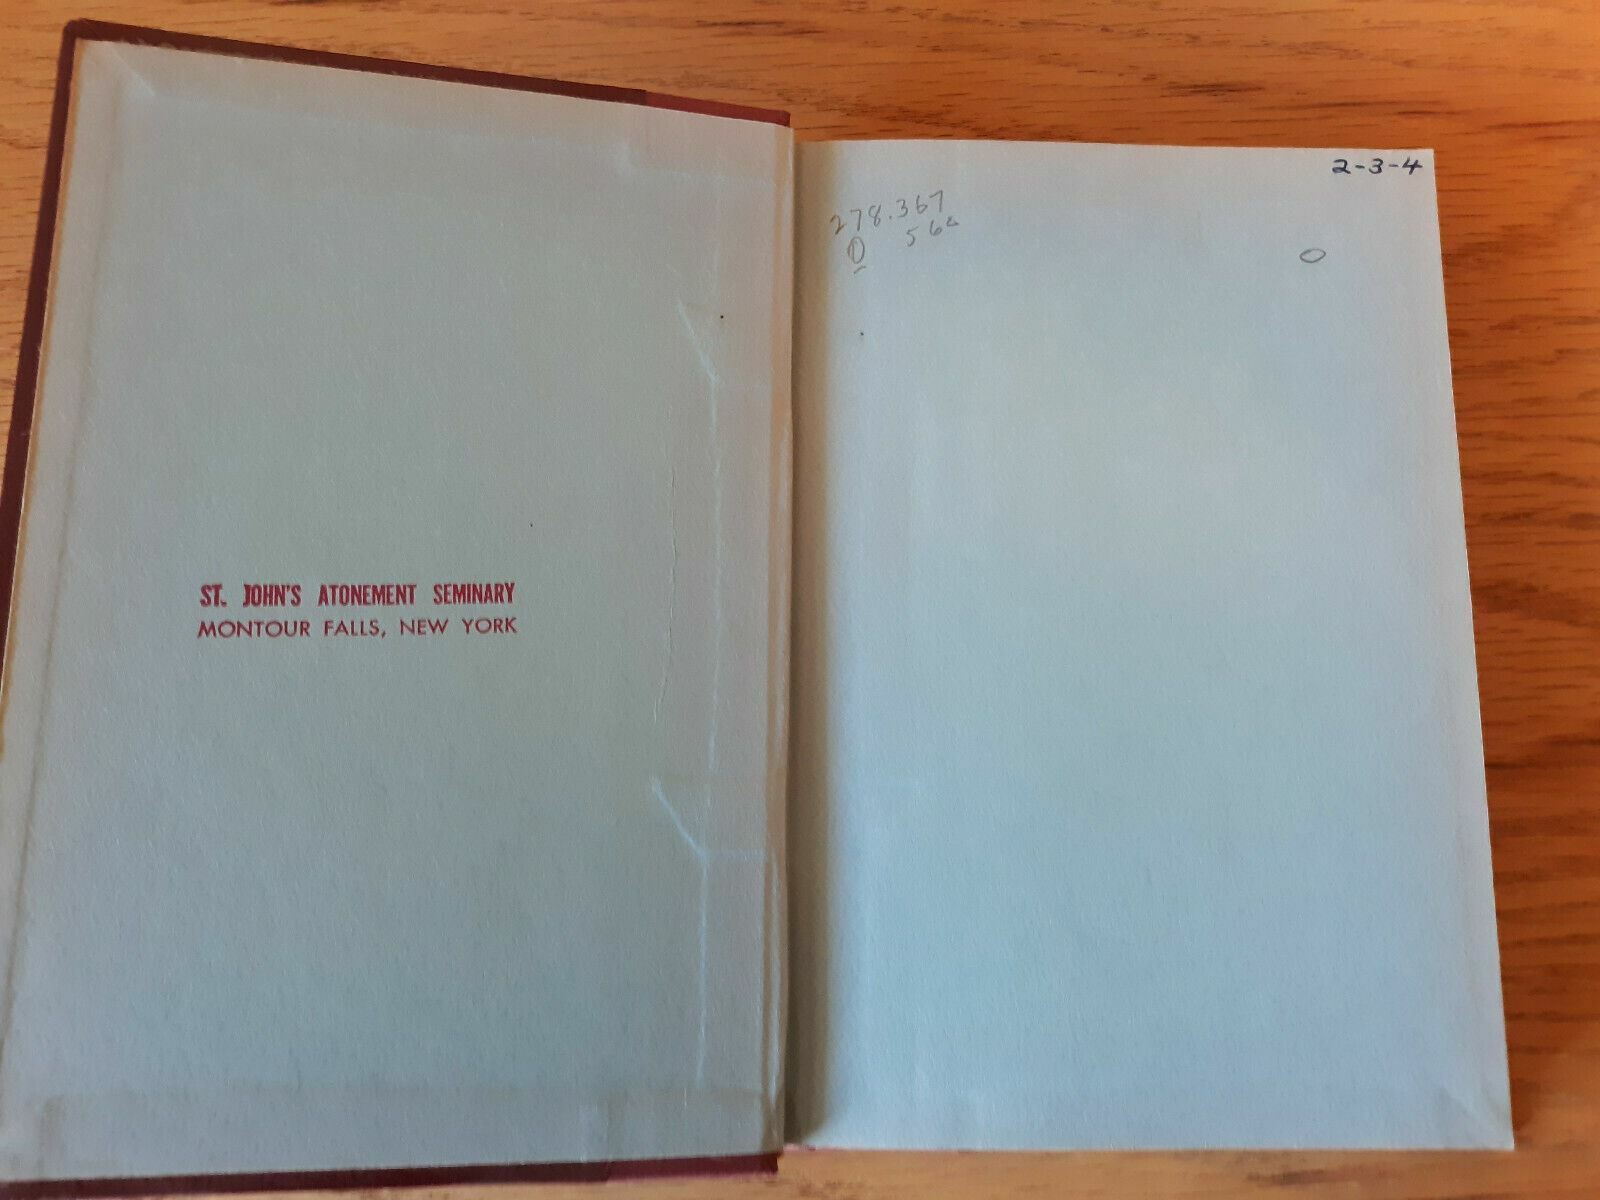 ST. JOHN'S ATONEMENT SEMINARY
MONTOUR FALLS, NEW YORK
2-3-4
278.367